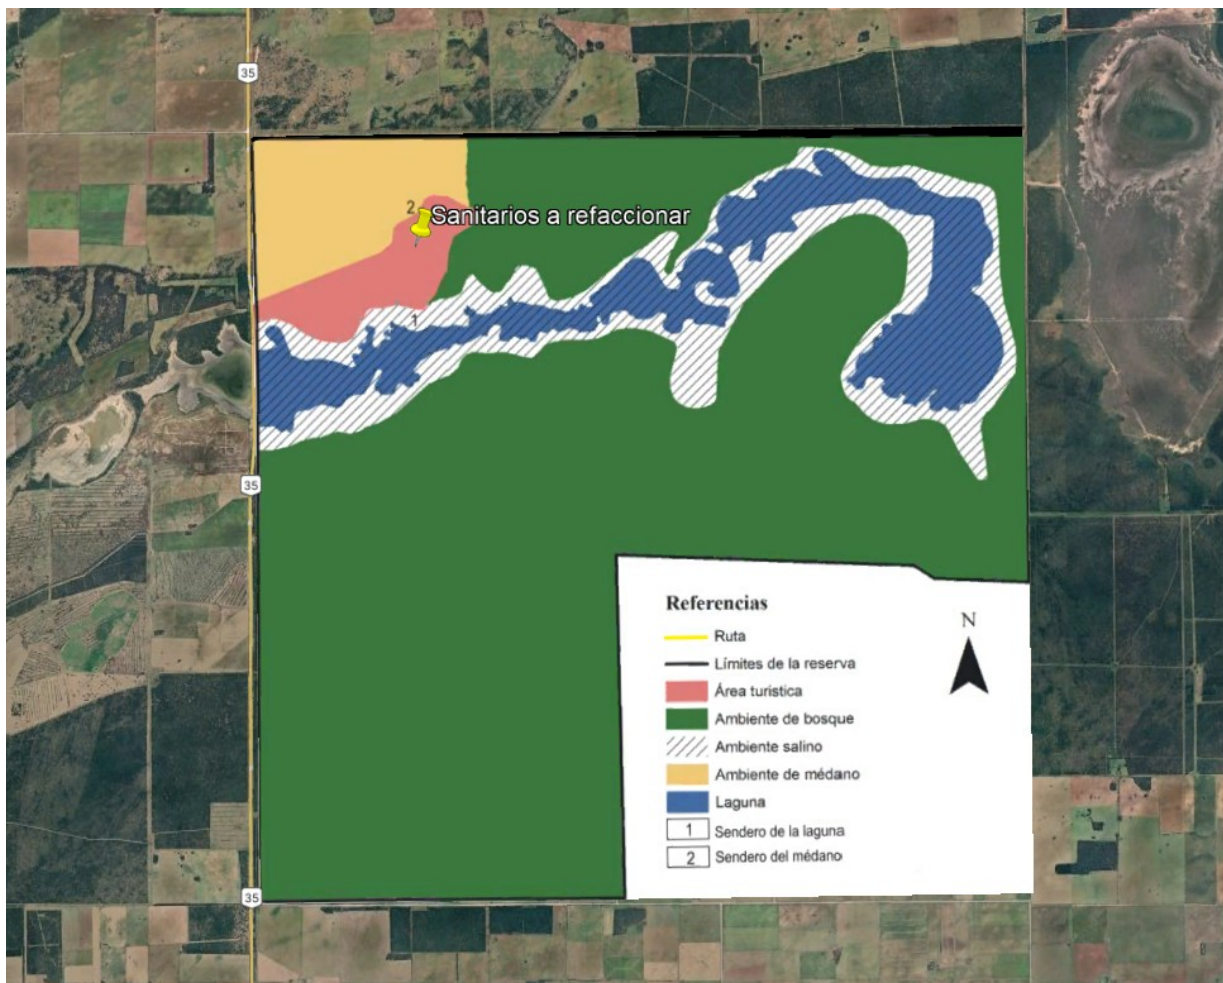 35
2
Sanitarios a refaccionar
1
35
Referencias
Ruta
Límites de la reserva
Área turística
Ambiente de bosque
Ambiente salino
Ambiente de médano
Laguna
1 Sendero de la laguna
2 Sendero del médano
N
35